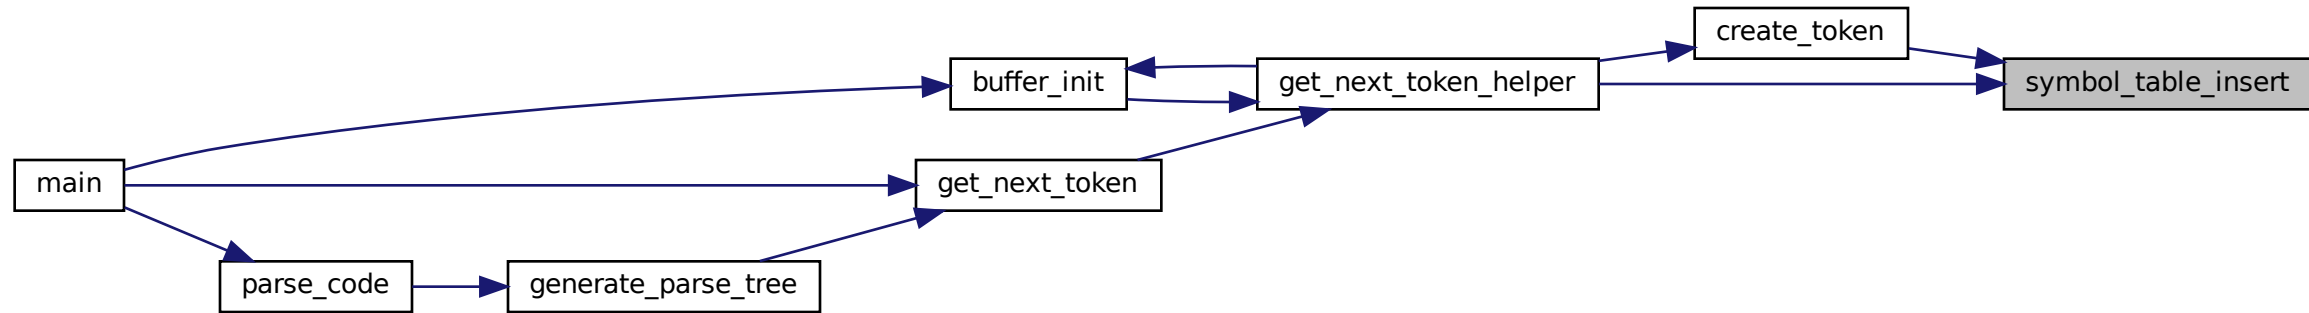 create_token
buffer_init
get_next_token_helper
symbol_table_insert
main
get_next_token
parse_code
generate_parse_tree